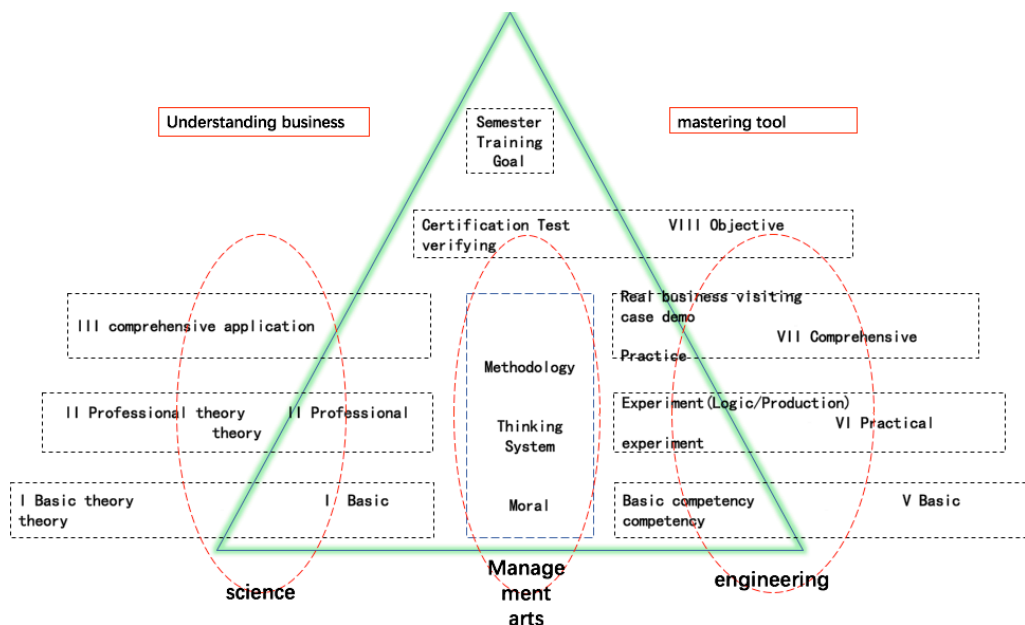 Understanding business
mastering tool
Semester
Training
Goal
Certification Test VIII Objective
verifying
III comprehensive application
Real business visiting
case demo
VII Comprehensive
Practice
Methodology
II Professional theory II Professional
theory
Thinking
System
Experiment(Logic/Production)
VI Practical
experiment
I Basic theory I Basic
theory
Moral
Basic competency V Basic
competency
science
Manage
ment
arts
engineering